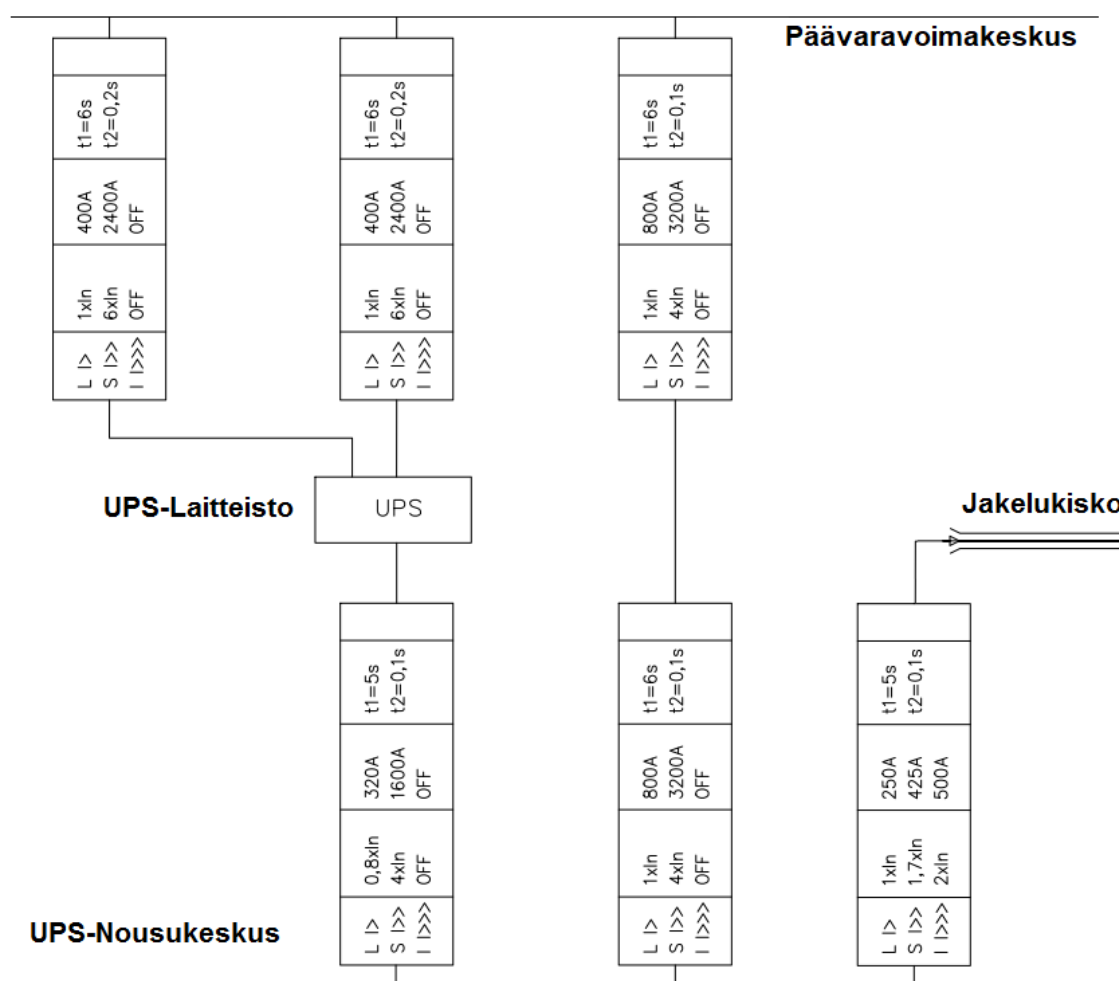 Päävaravoimakeskus
t1=6s
t2=0,2s
400A
2400A
OFF
1xIn
6xIn
OFF
L I>
S I>>
I I>>>
t1=6s
t2=0,2s
400A
2400A
OFF
1xIn
6xIn
OFF
L I>
S I>>
I I>>>
t1=6s
t2=0,1s
800A
3200A
OFF
1xIn
4xIn
OFF
L I>
S I>>
I I>>>
UPS-Laitteisto
UPS
Jakelukisko
t1=5s
t2=0,1s
320A
1600A
OFF
0,8xIn
4xIn
OFF
L I>
S I>>
I I>>>
t1=6s
t2=0,1s
800A
3200A
OFF
1xIn
4xIn
OFF
L I>
S I>>
I I>>>
t1=5s
t2=0,1s
250A
425A
500A
1xIn
1,7xIn
2xIn
L I>
S I>>
I I>>>
UPS-Nousukeskus